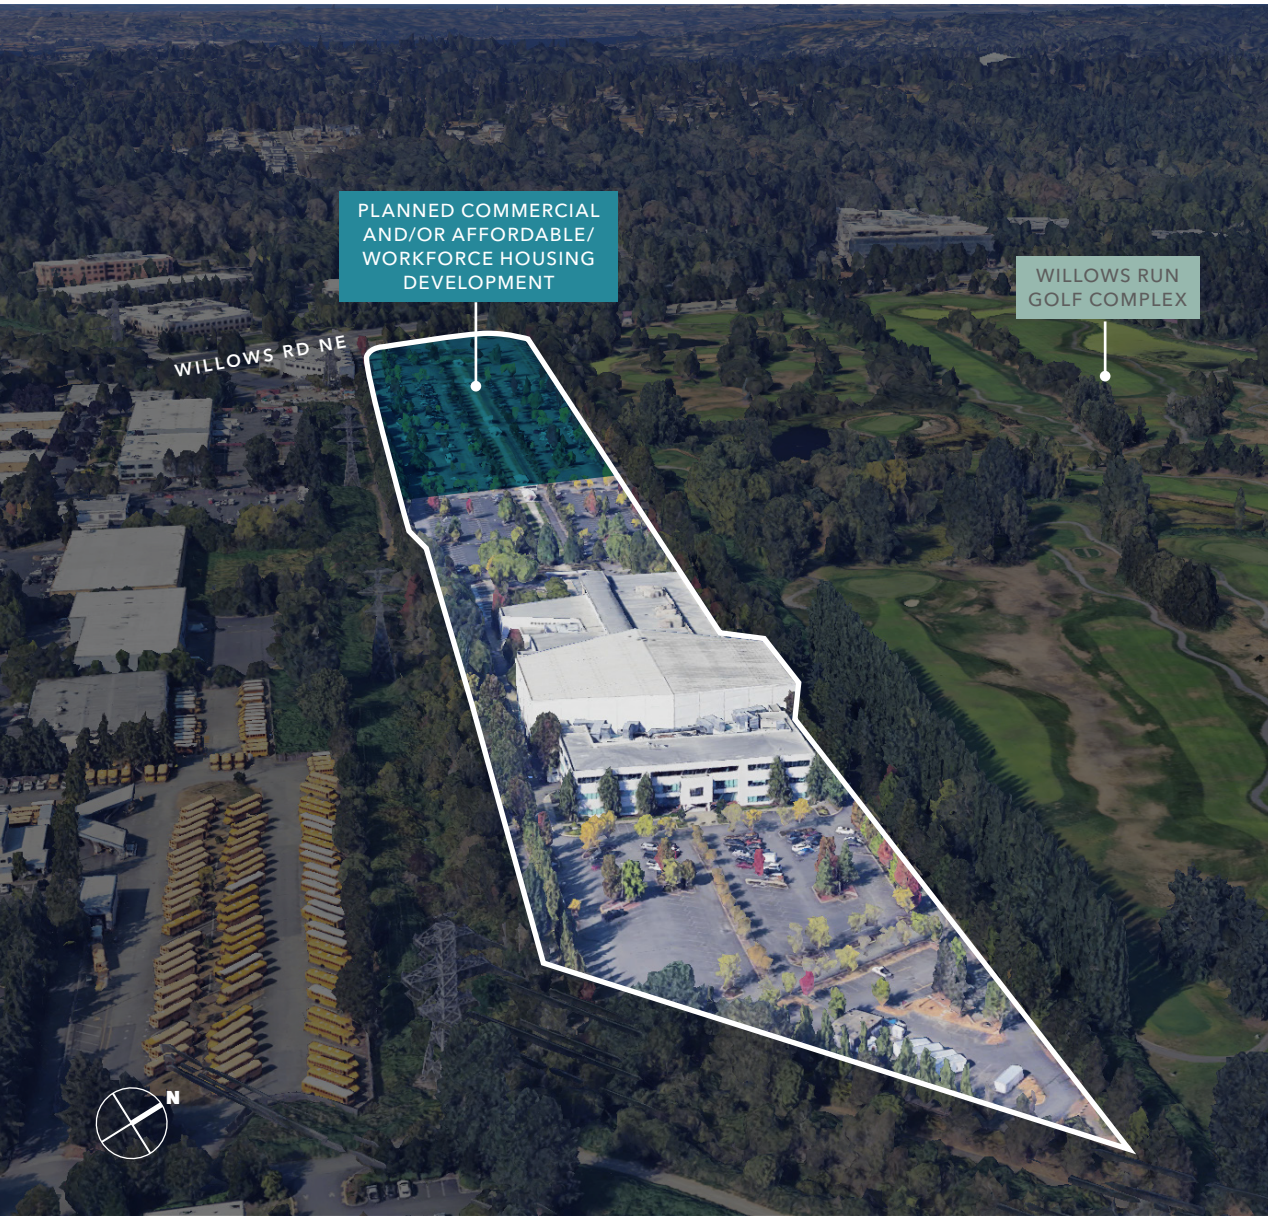 PLANNED COMMERCIAL
AND/OR AFFORDABLE/
WORKFORCE HOUSING
DEVELOPMENT
WILLOWS RUN
GOLF COMPLEX
WILLOWS RD NE
N